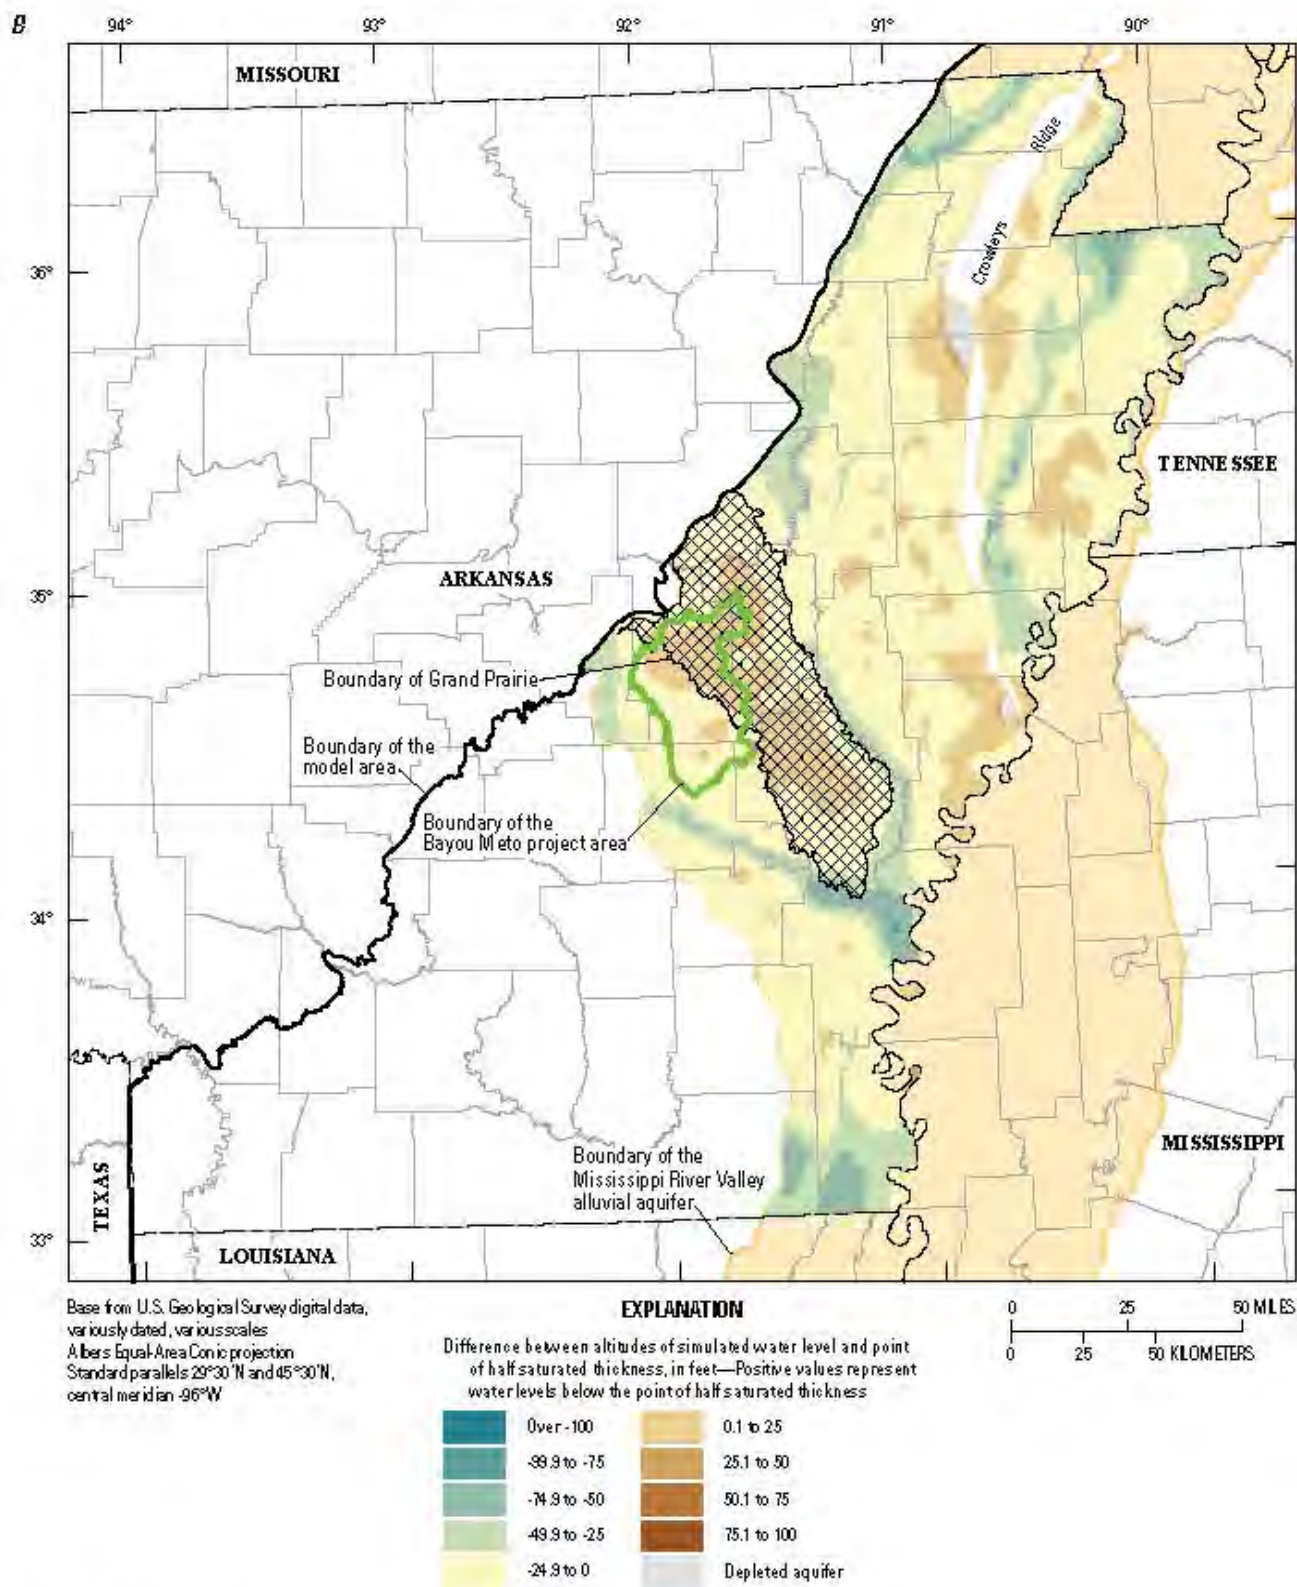 B
94° 93° 92° 91° 90°
MISSOURI
Ridge
Crowleys
36°
TENNESSEE
ARKANSAS
35°
Boundary of Grand Prairie
Boundary of the
model area
Boundary of the
Bayou Meto project area
34°
MISSISSIPPI
Boundary of the
Mississippi River Valley
alluvial aquifer
TEXAS
33°
LOUISIANA
Base from U.S. Geological Survey digital data,
variously dated, various scales
Albers Equal-Area Conic projection
Standard parallels 29°30'N and 45°30'N,
central meridian -96°W
EXPLANATION
Difference between altitudes of simulated water level and point
of half saturated thickness, in feet—Positive values represent
water levels below the point of half saturated thickness
Over -100
-99.9 to -75
-74.9 to -50
-49.9 to -25
-24.9 to 0
0.1 to 25
25.1 to 50
50.1 to 75
75.1 to 100
Depleted aquifer
0 25 50 MILES
0 25 50 KILOMETERS